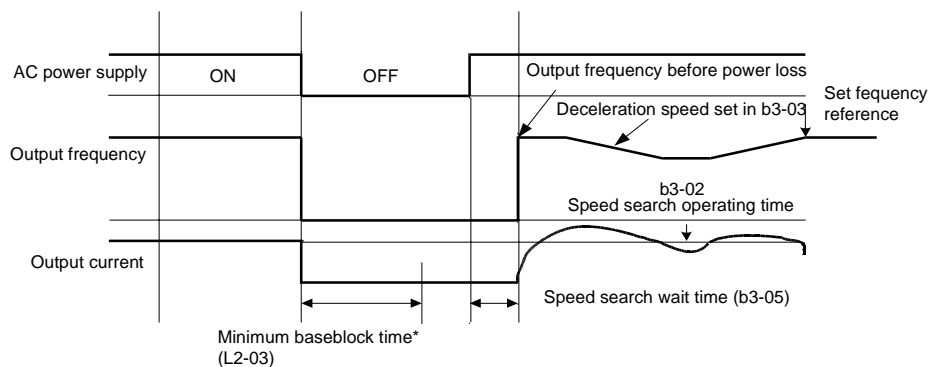 AC power supply
ON
OFF
Output frequency before power loss
Deceleration speed set in b3-03
Set fequency
reference
Output frequency
b3-02
Speed search operating time
Output current
Speed search wait time (b3-05)
Minimum baseblock time*
(L2-03)